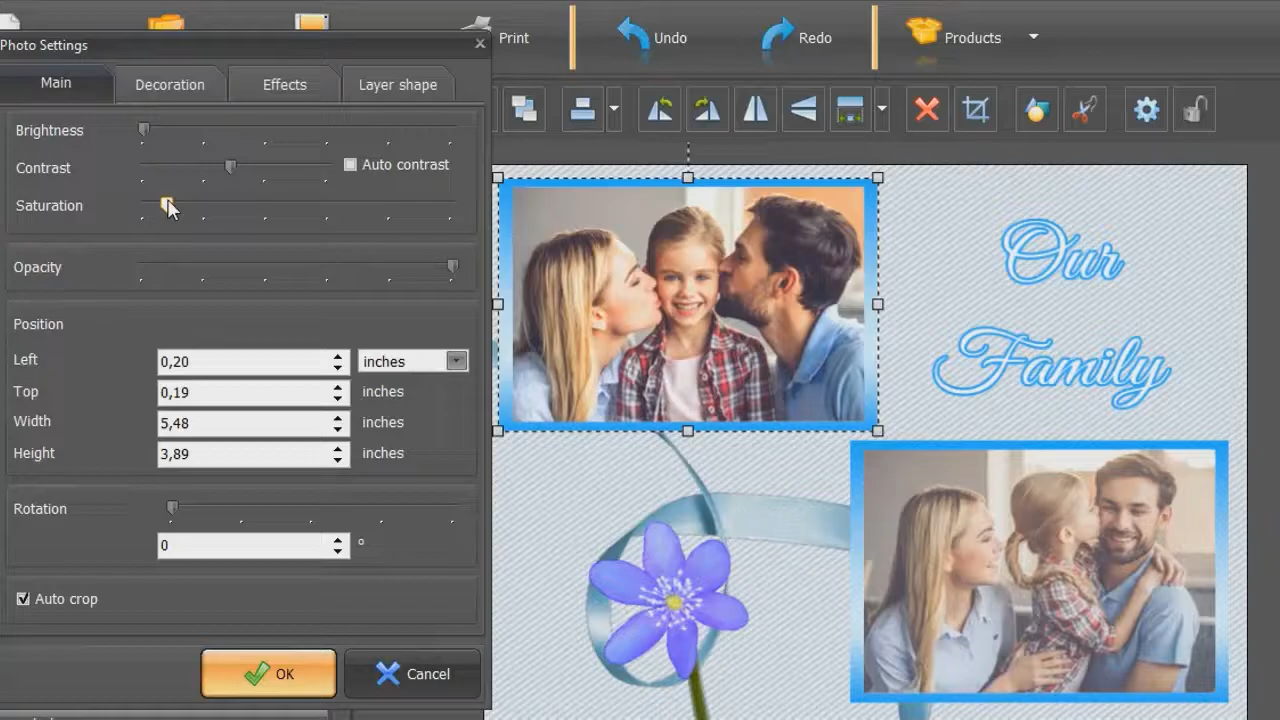 Print
Undo
Redo
Products
Photo Settings
Main
Decoration
Effects
Layer shape
Brightness
Contrast
Auto contrast
Saturation
Opacity
Position
Left
0,20
inches
Top
0,19
inches
Width
5,48
inches
Height
3,89
inches
Rotation
0
°
Auto crop
OK
Cancel
Our
Family